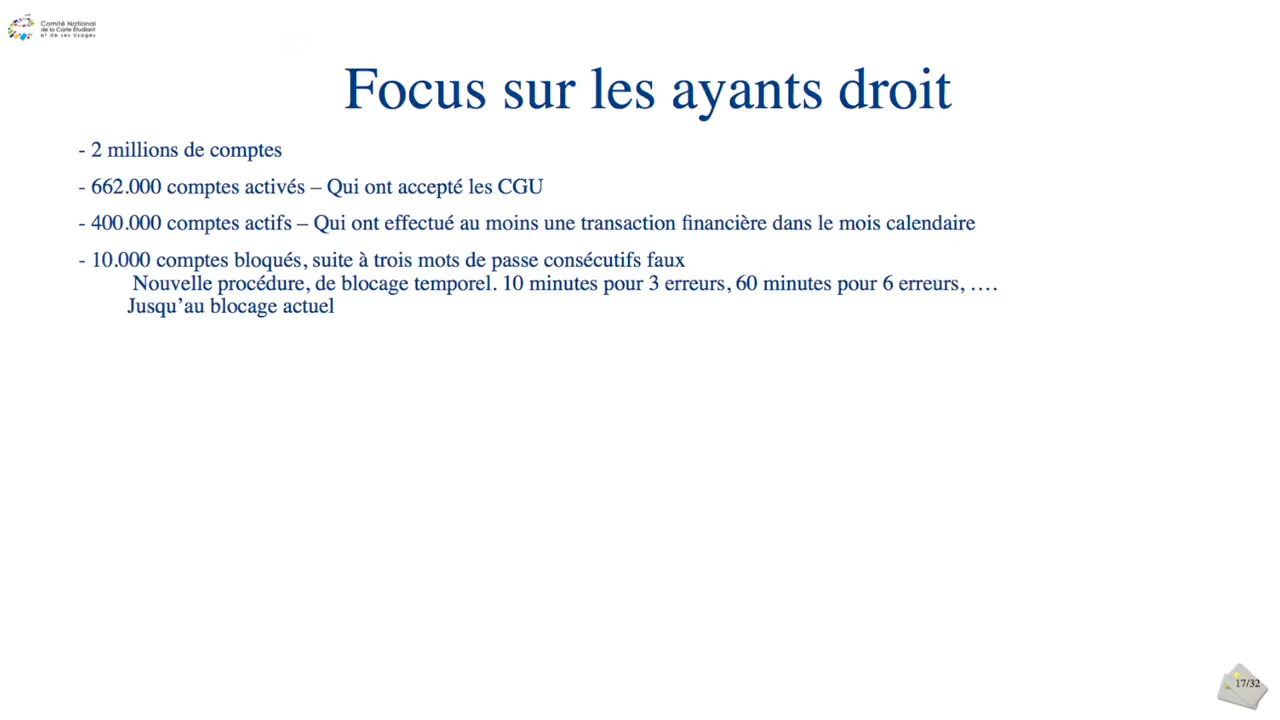 Comité National
de la Carte Étudiant
et de ses Usages
Focus sur les ayants droit
- 2 millions de comptes
- 662.000 comptes activés – Qui ont accepté les CGU
- 400.000 comptes actifs – Qui ont effectué au moins une transaction financière dans le mois calendaire
- 10.000 comptes bloqués, suite à trois mots de passe consécutifs faux
Nouvelle procédure, de blocage temporel. 10 minutes pour 3 erreurs, 60 minutes pour 6 erreurs, ….
Jusqu’au blocage actuel
17/32